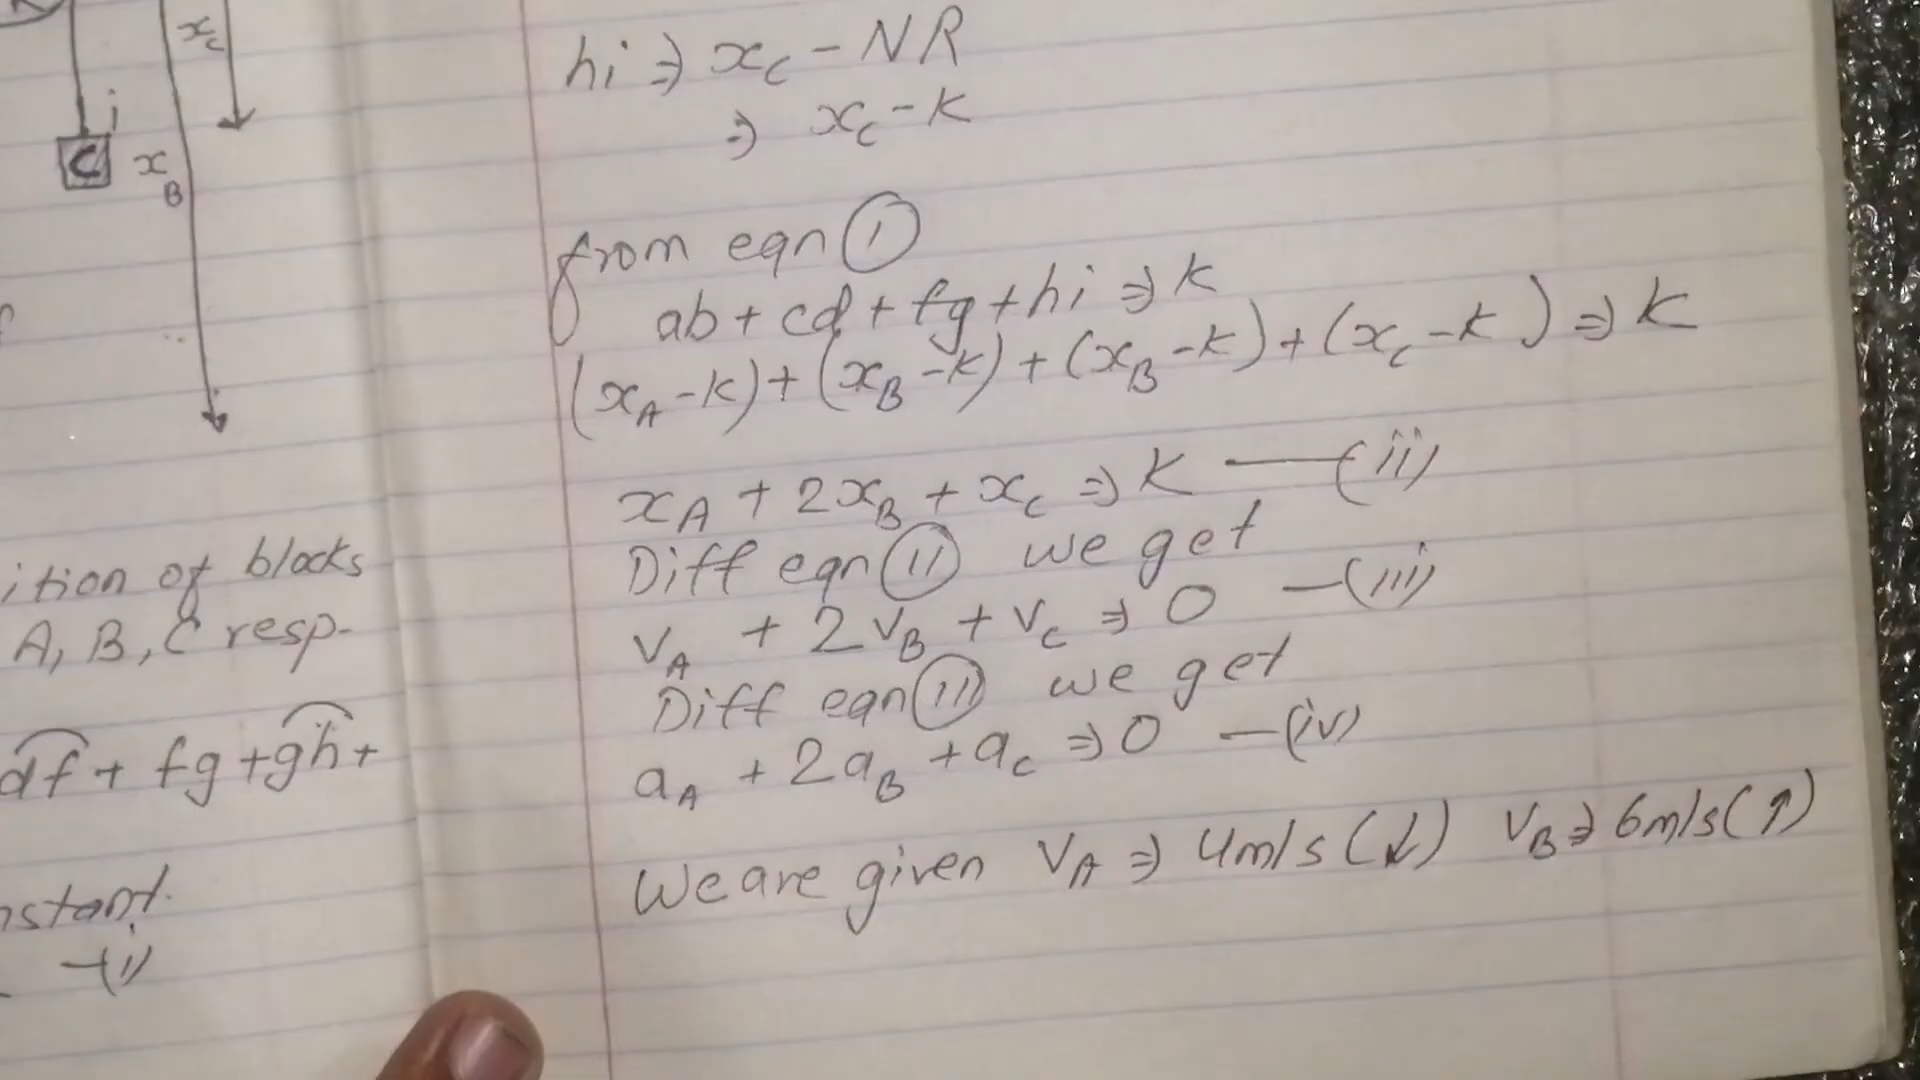 x_c
i
C
x_B
ition of blocks
A, B, C resp-
df + fg + gh +
nstant.
-(i)
hi ⇒ x_c - NR
⇒ x_c - k
from eqn (i)
ab + cd + fg + hi ⇒ k
(x_A - k) + (x_B - k) + (x_B - k) + (x_c - k) ⇒ k
x_A + 2x_B + x_c ⇒ k —(ii)
Diff eqn (ii) we get
v_A + 2v_B + v_c ⇒ 0 —(iii)
Diff eqn (iii) we get
a_A + 2a_B + a_c ⇒ 0 —(iv)
We are given V_A ⇒ 4m/s (↓) V_B ⇒ 6m/s (↑)